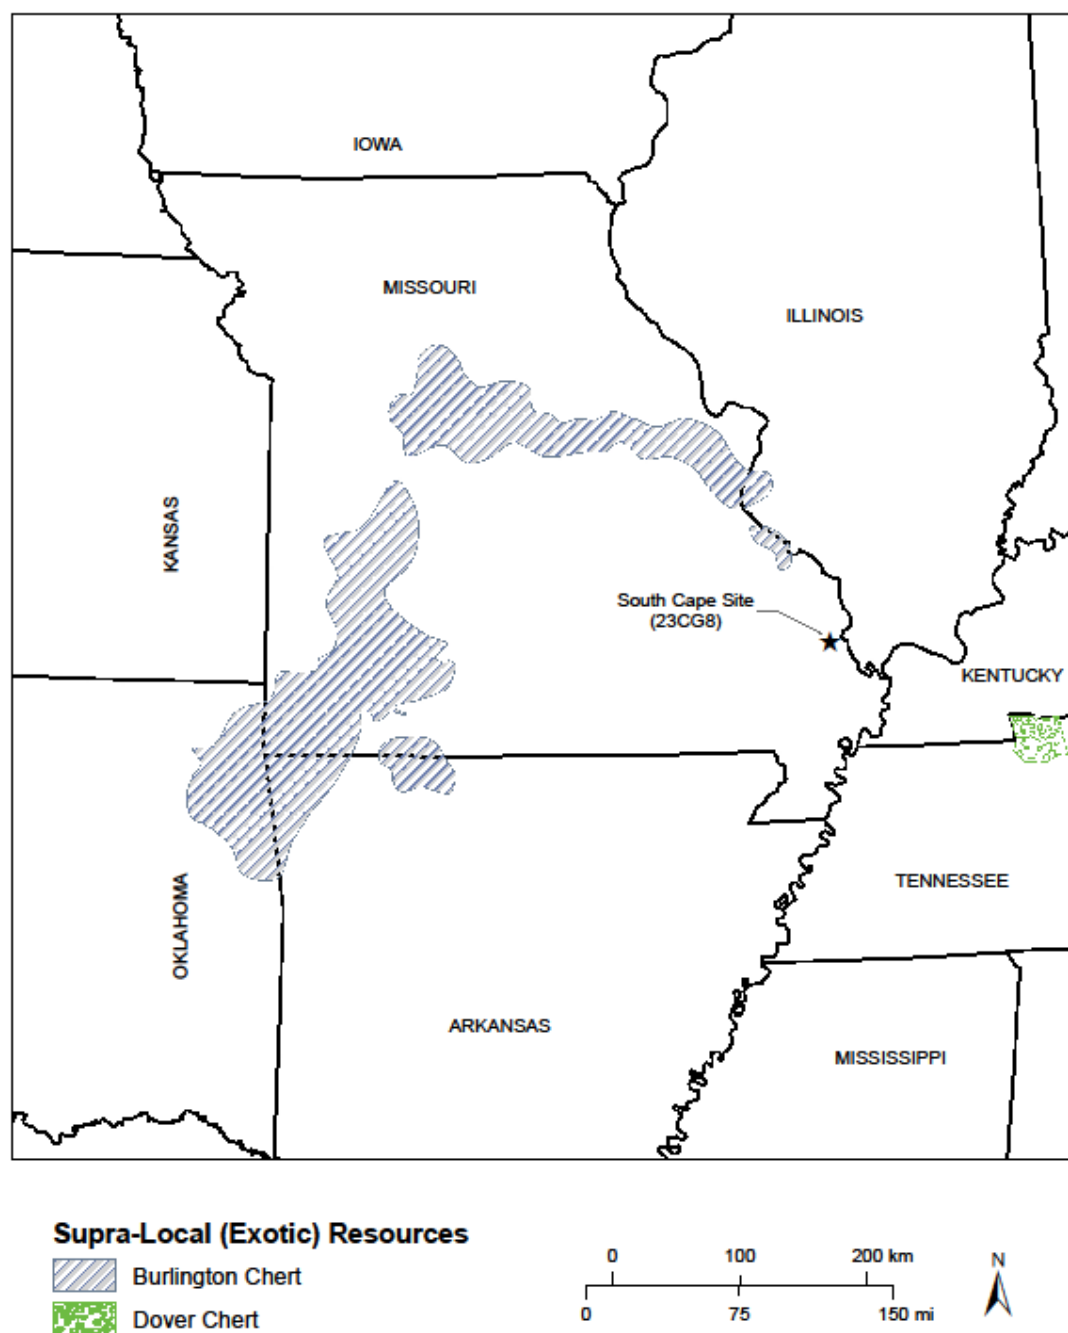 IOWA
MISSOURI
ILLINOIS
KANSAS
South Cape Site
(23CG8)
KENTUCKY
TENNESSEE
OKLAHOMA
ARKANSAS
MISSISSIPPI
Supra-Local (Exotic) Resources
Burlington Chert
Dover Chert
0 100 200 km
0 75 150 mi
N